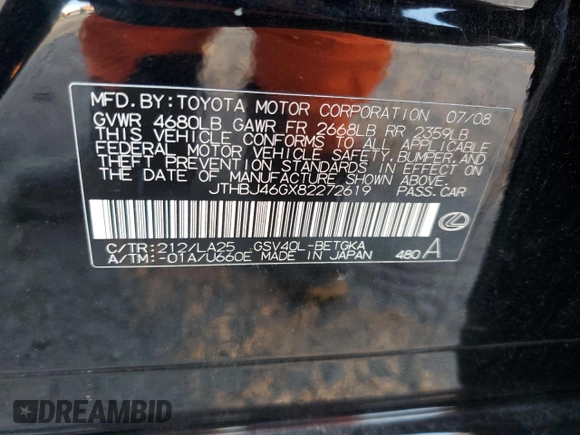 MFD. BY: TOYOTA MOTOR CORPORATION 07/08
GVWR 4680LB GAWR FR 2668LB RR 2359LB
THIS VEHICLE CONFORMS TO ALL APPLICABLE
FEDERAL MOTOR VEHICLE SAFETY, BUMPER, AND
THEFT PREVENTION STANDARDS IN EFFECT ON
THE DATE OF MANUFACTURE SHOWN ABOVE.
JTHBJ46GX82272619 PASS. CAR
C/TR: 212/LA25 GSV40L-BETGKA
A/TM: -01A/U660E MADE IN JAPAN 480 A
DREAMBID